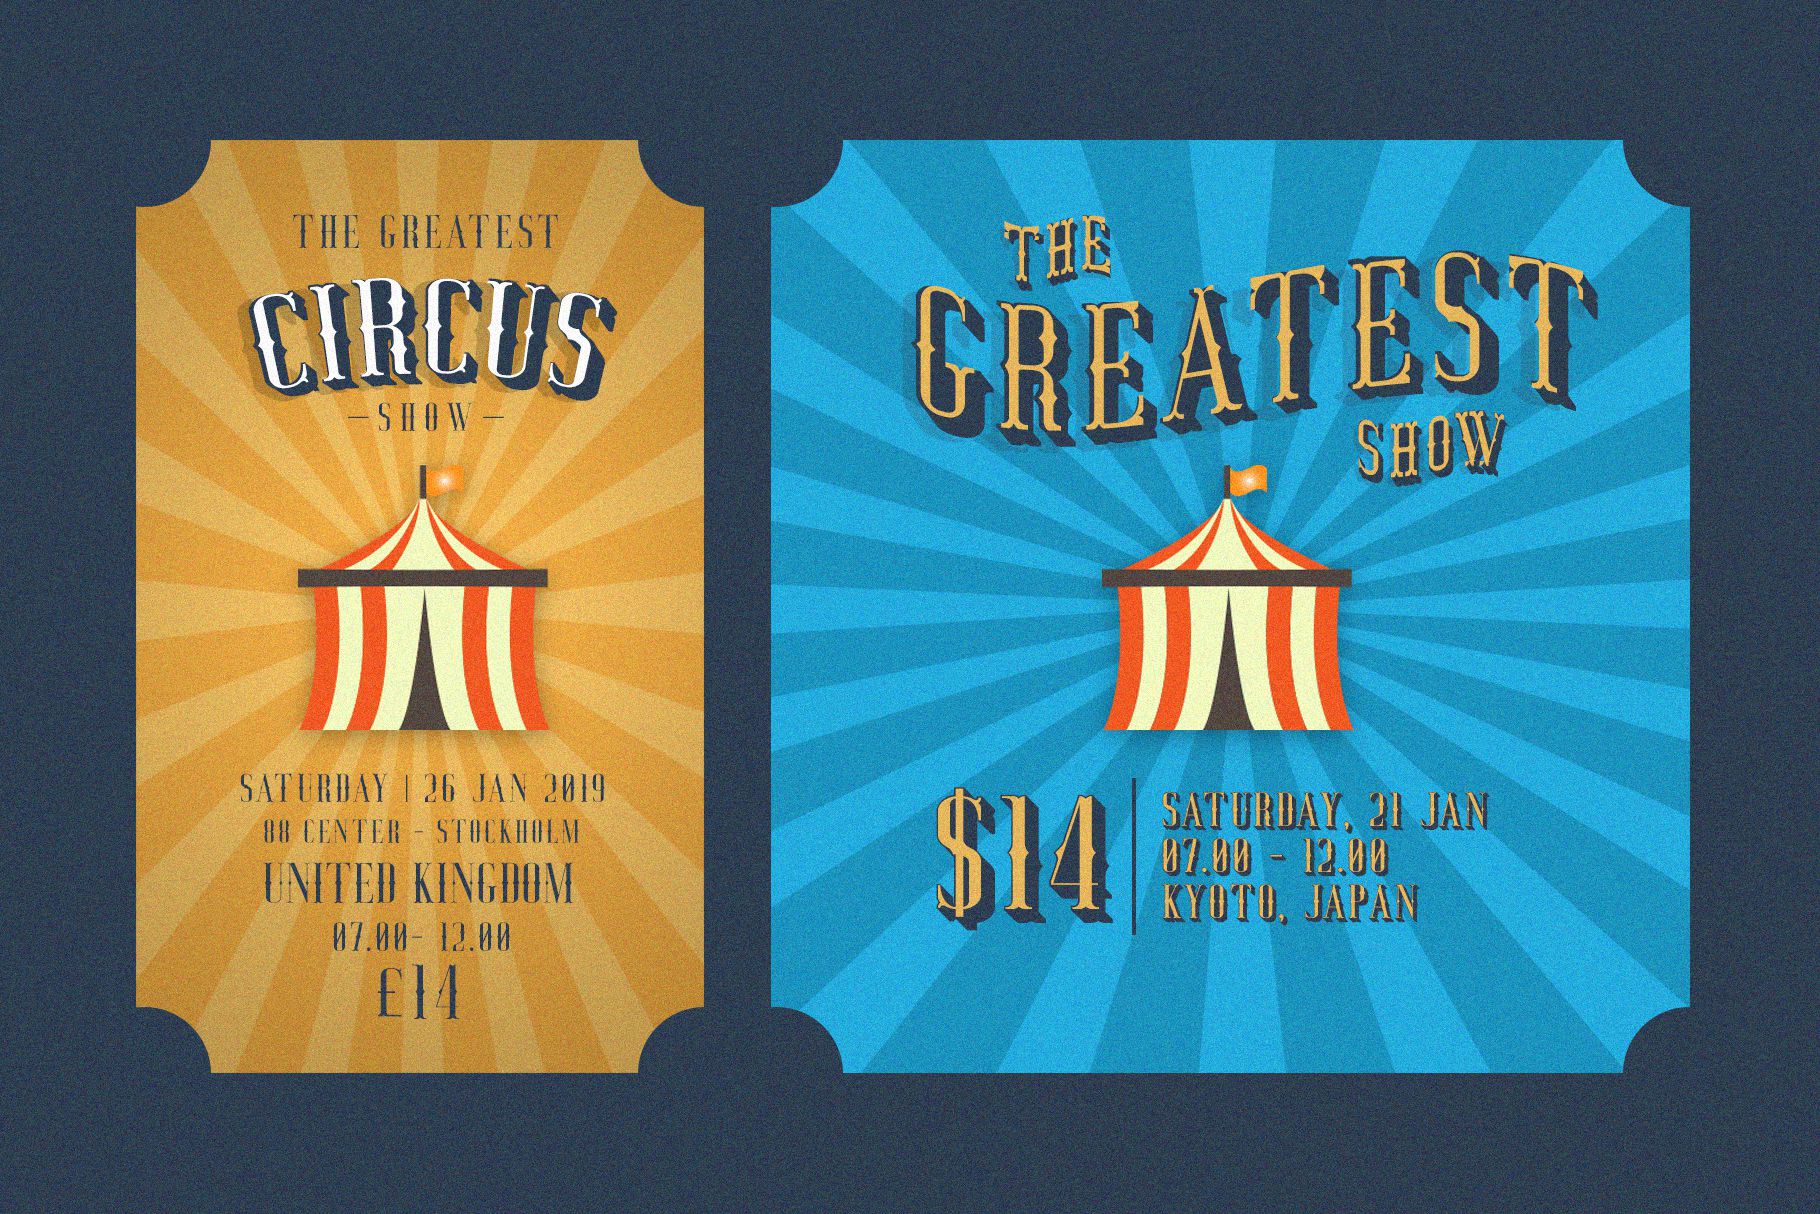 THE GREATEST
CIRCUS
–SHOW–
SATURDAY | 26 JAN 2019
88 CENTER - STOCKHOLM
UNITED KINGDOM
07.00- 12.00
£14
THE
GREATEST
SHOW
$14
SATURDAY, 21 JAN
07.00 - 12.00
KYOTO, JAPAN